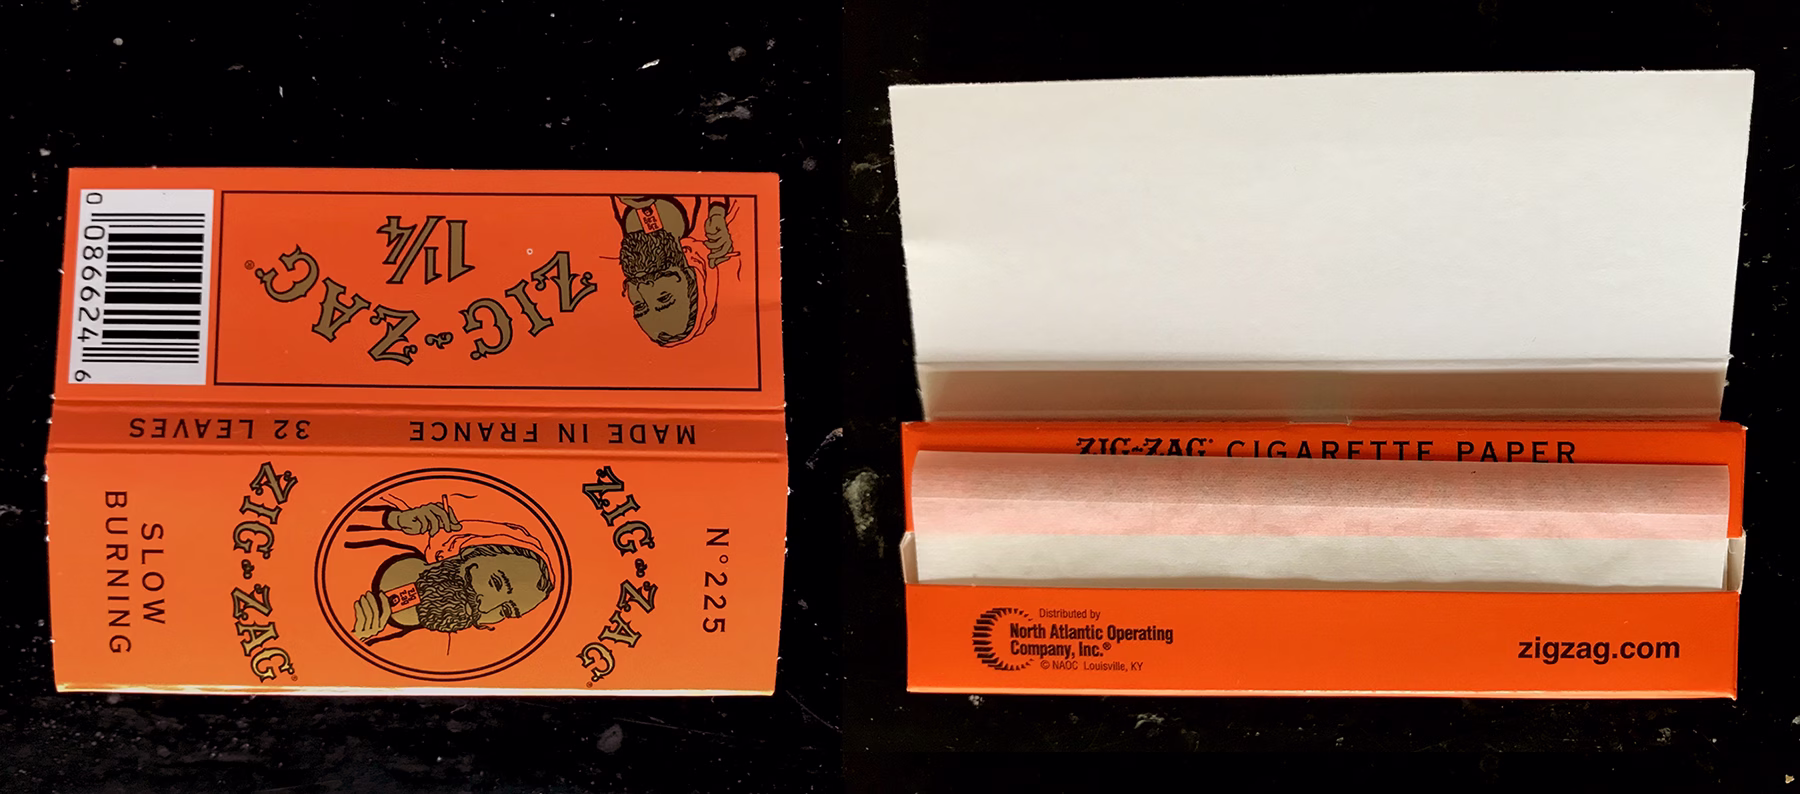 ZIG-ZAG®
1¼
0 08660624 6
MADE IN FRANCE 32 LEAVES
N°225
ZIG-ZAG®
ZIG-ZAG®
SLOW
BURNING
ZIG-ZAG® CIGARETTE PAPER
Distributed by
North Atlantic Operating
Company, Inc.®
© NAOC Louisville, KY
zigzag.com